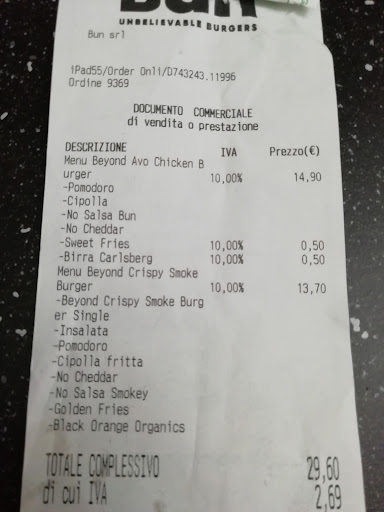 BUN
UNBELIEVABLE BURGERS
Bun srl
iPad55/Order Onli/D743243.11996
Ordine 9369
DOCUMENTO COMMERCIALE
di vendita o prestazione
DESCRIZIONE IVA Prezzo(€)
Menu Beyond Avo Chicken B
urger 10,00% 14,90
-Pomodoro
-Cipolla
-No Salsa Bun
-No Cheddar
-Sweet Fries 10,00% 0,50
-Birra Carlsberg 10,00% 0,50
Menu Beyond Crispy Smoke
Burger 10,00% 13,70
-Beyond Crispy Smoke Burg
er Single
-Insalata
-Pomodoro
-Cipolla fritta
-No Cheddar
-No Salsa Smokey
-Golden Fries
-Black Orange Organics
TOTALE COMPLESSIVO 29,60
di cui IVA 2,69